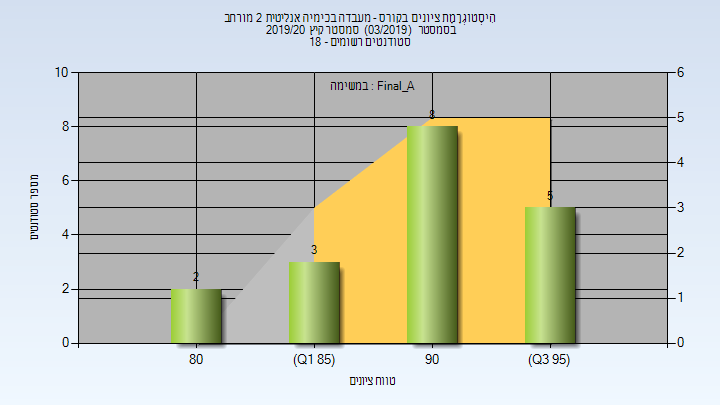 הִיסְטוֹגְרַמַת ציונים בקורס - מעבדה בכימיה אנליטית 2 מורחב
בסמסטר (03/2019) סמסטר קיץ 2019/20
סטודנטים רשומים - 18
במשימה : Final_A
10
8
6
4
2
0
6
5
4
3
2
1
0
2
3
8
5
מספר סטודנטים
80
(Q1 85)
90
(Q3 95)
טווח ציונים